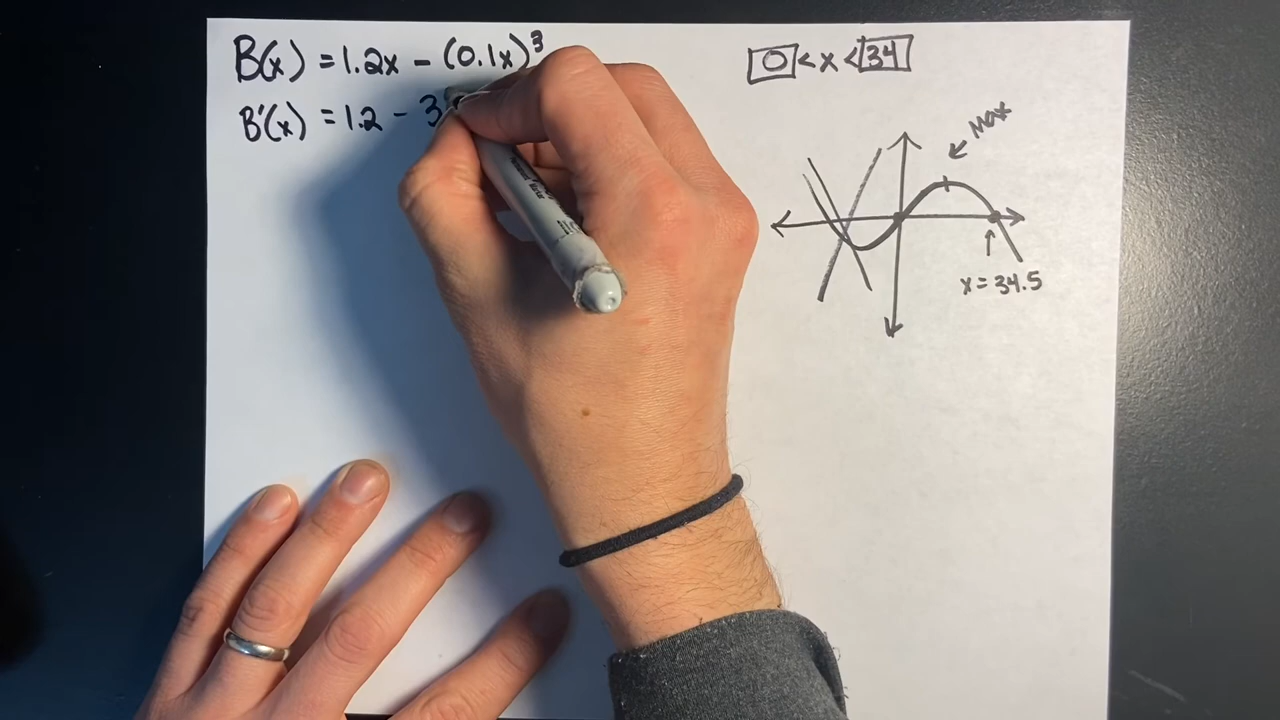 B(x) = 1.2x - (0.1x)³
B'(x) = 1.2 - 3
0 < x < 34
Max
x = 34.5